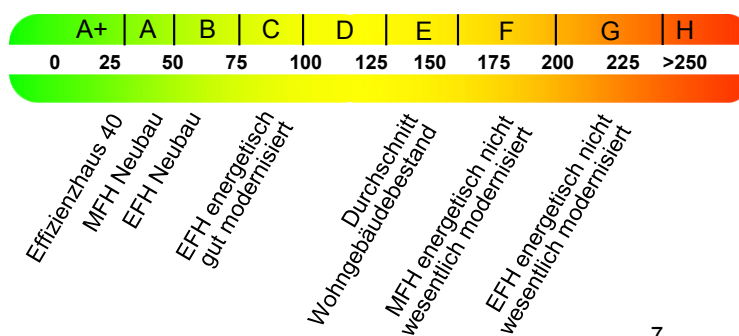 A+ A B C D E F G H
0 25 50 75 100 125 150 175 200 225 >250
Effizienzhaus 40
MFH Neubau
EFH Neubau
EFH energetisch
gut modernisiert
Durchschnitt
Wohngebäudebestand
MFH energetisch nicht
wesentlich modernisiert
EFH energetisch nicht
wesentlich modernisiert
7